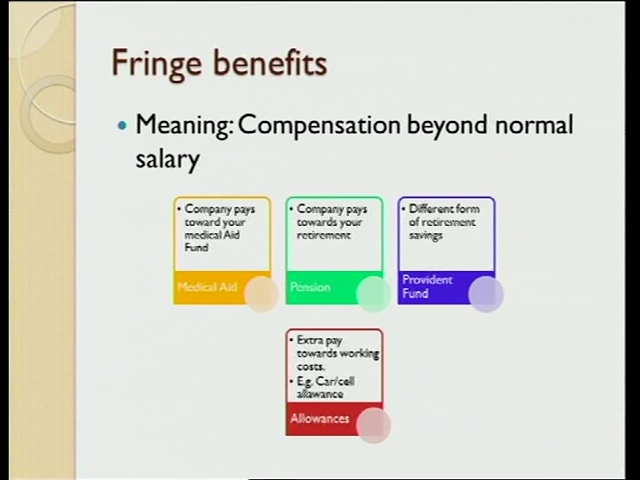 Fringe benefits
• Meaning: Compensation beyond normal
salary
• Company pays
toward your
medical Aid
Fund
Medical Aid
• Company pays
towards your
retirement
Pension
• Different form
of retirement
savings
Provident
Fund
• Extra pay
towards working
costs.
• E.g. Car/cell
allawance
Allowances